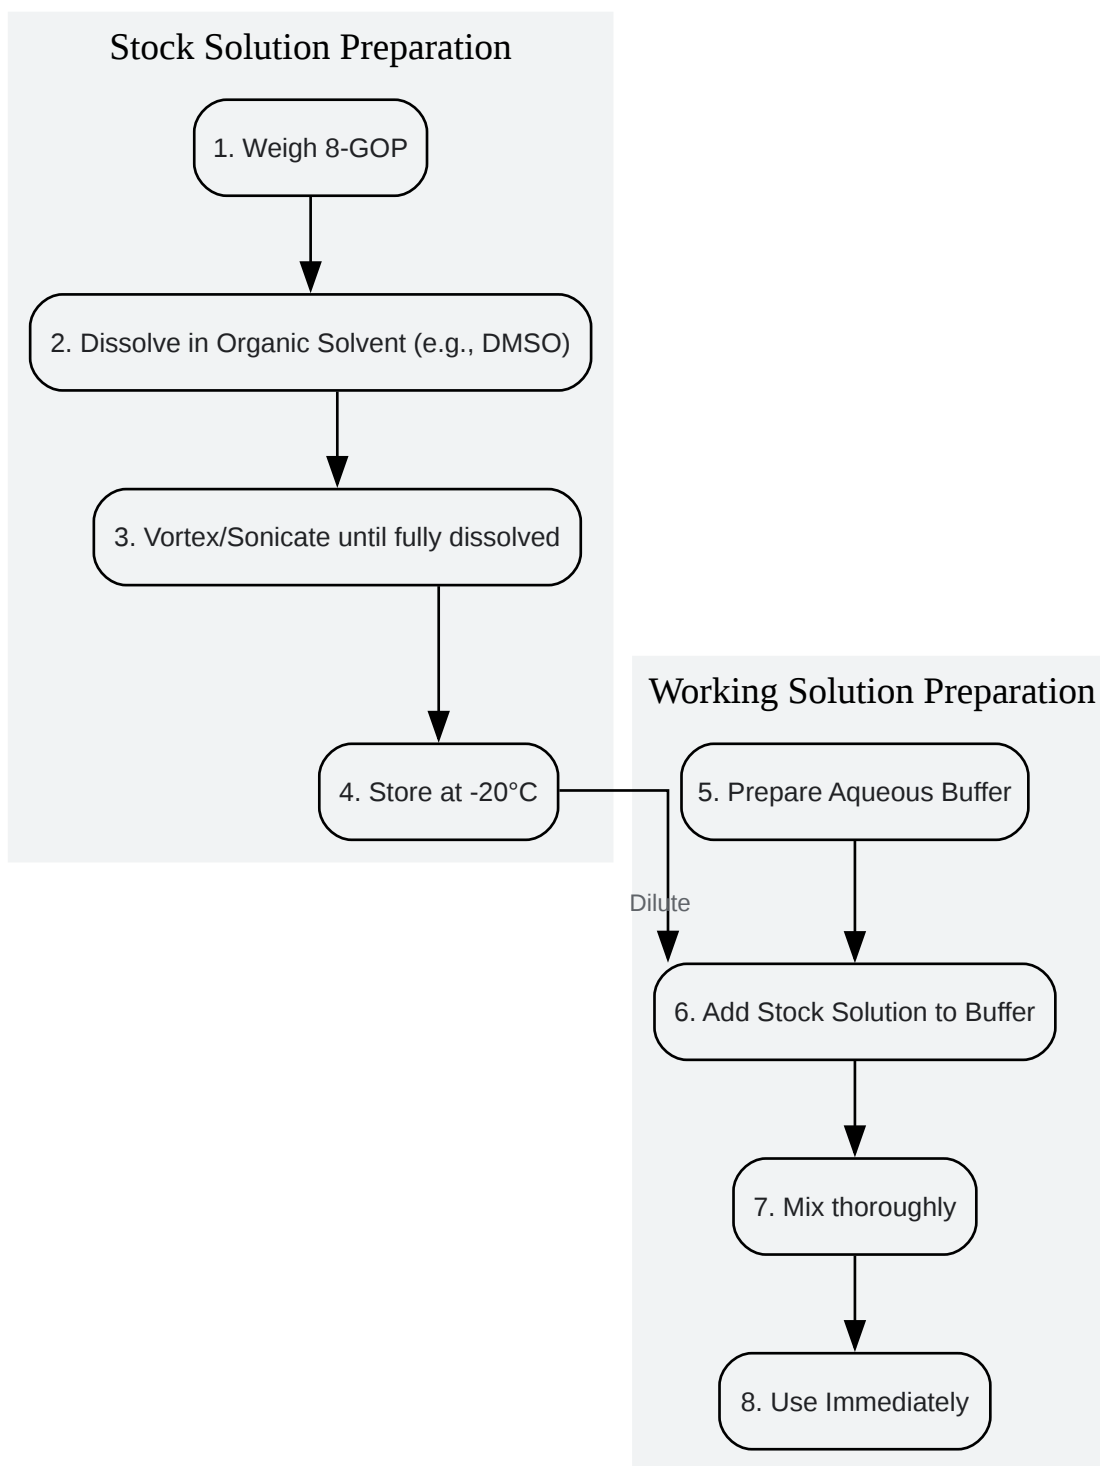 Stock Solution Preparation
1. Weigh 8-GOP
2. Dissolve in Organic Solvent (e.g., DMSO)
3. Vortex/Sonicate until fully dissolved
4. Store at -20°C
Working Solution Preparation
5. Prepare Aqueous Buffer
Dilute
6. Add Stock Solution to Buffer
7. Mix thoroughly
8. Use Immediately